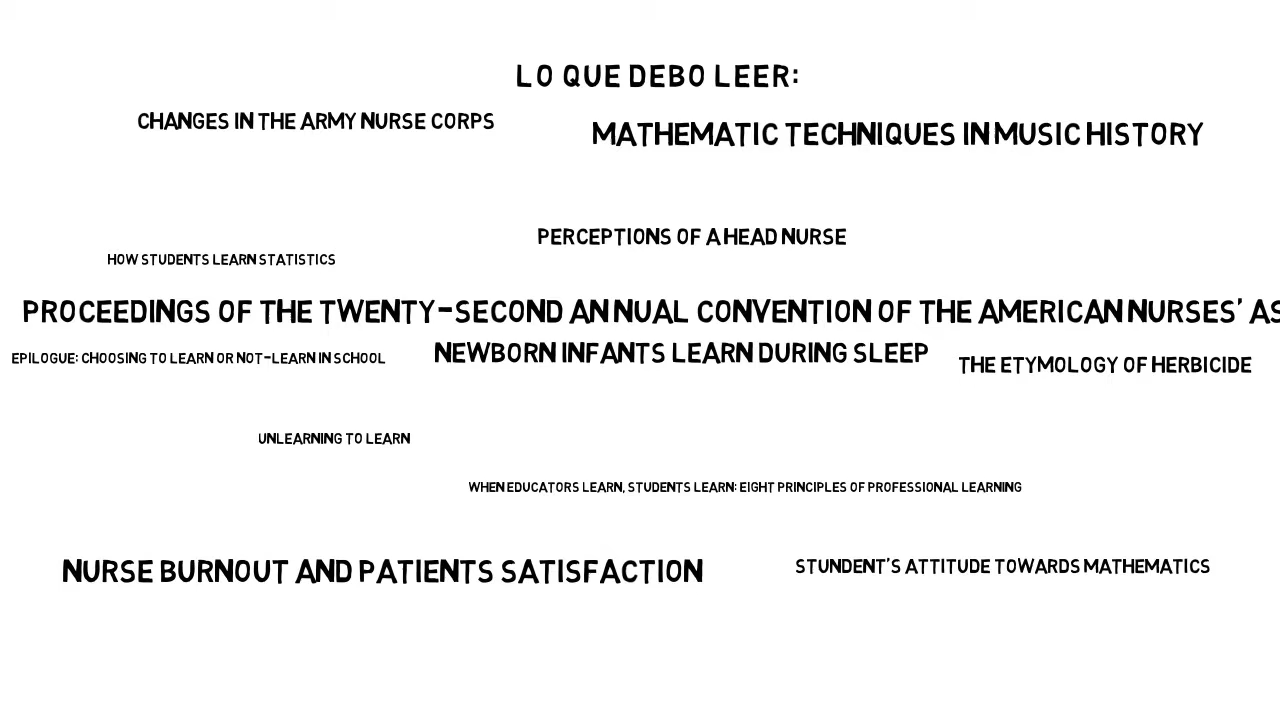 LO QUE DEBO LEER:
CHANGES IN THE ARMY NURSE CORPS
MATHEMATIC TECHNIQUES IN MUSIC HISTORY
PERCEPTIONS OF A HEAD NURSE
HOW STUDENTS LEARN STATISTICS
PROCEEDINGS OF THE TWENTY-SECOND ANNUAL CONVENTION OF THE AMERICAN NURSES' AS
NEWBORN INFANTS LEARN DURING SLEEP
EPILOGUE: CHOOSING TO LEARN OR NOT-LEARN IN SCHOOL
THE ETYMOLOGY OF HERBICIDE
UNLEARNING TO LEARN
WHEN EDUCATORS LEARN, STUDENTS LEARN: EIGHT PRINCIPLES OF PROFESSIONAL LEARNING
NURSE BURNOUT AND PATIENTS SATISFACTION
STUNDENT'S ATTITUDE TOWARDS MATHEMATICS